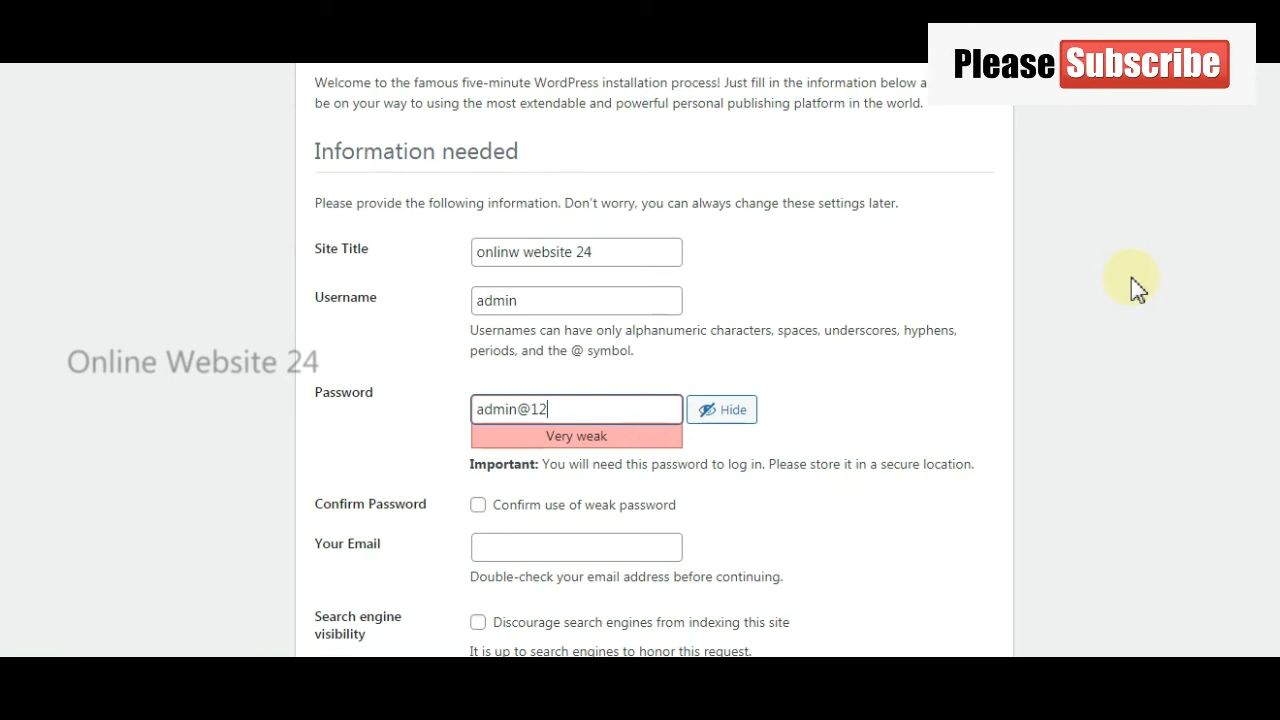 Please Subscribe
Welcome to the famous five-minute WordPress installation process! Just fill in the information below a
be on your way to using the most extendable and powerful personal publishing platform in the world.
Information needed
Please provide the following information. Don't worry, you can always change these settings later.
Site Title
onlinw website 24
Username
admin
Usernames can have only alphanumeric characters, spaces, underscores, hyphens,
periods, and the @ symbol.
Online Website 24
Password
admin@12
Hide
Very weak
Important: You will need this password to log in. Please store it in a secure location.
Confirm Password
Confirm use of weak password
Your Email
Double-check your email address before continuing.
Search engine
visibility
Discourage search engines from indexing this site
It is up to search engines to honor this request.